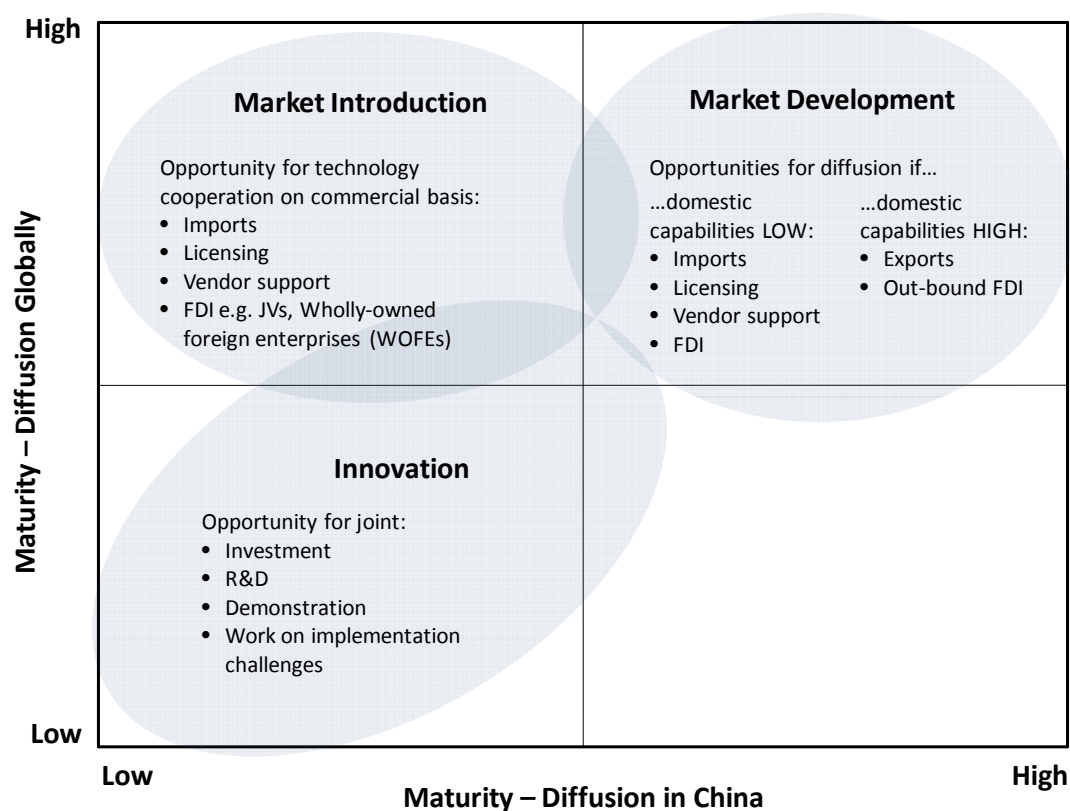 High
Market Introduction
Opportunity for technology
cooperation on commercial basis:
• Imports
• Licensing
• Vendor support
• FDI e.g. JVs, Wholly-owned
foreign enterprises (WOFEs)
Market Development
Opportunities for diffusion if...
...domestic
capabilities LOW:
• Imports
• Licensing
• Vendor support
• FDI
...domestic
capabilities HIGH:
• Exports
• Out-bound FDI
Maturity – Diffusion Globally
Innovation
Opportunity for joint:
• Investment
• R&D
• Demonstration
• Work on implementation
challenges
Low
Low
High
Maturity – Diffusion in China